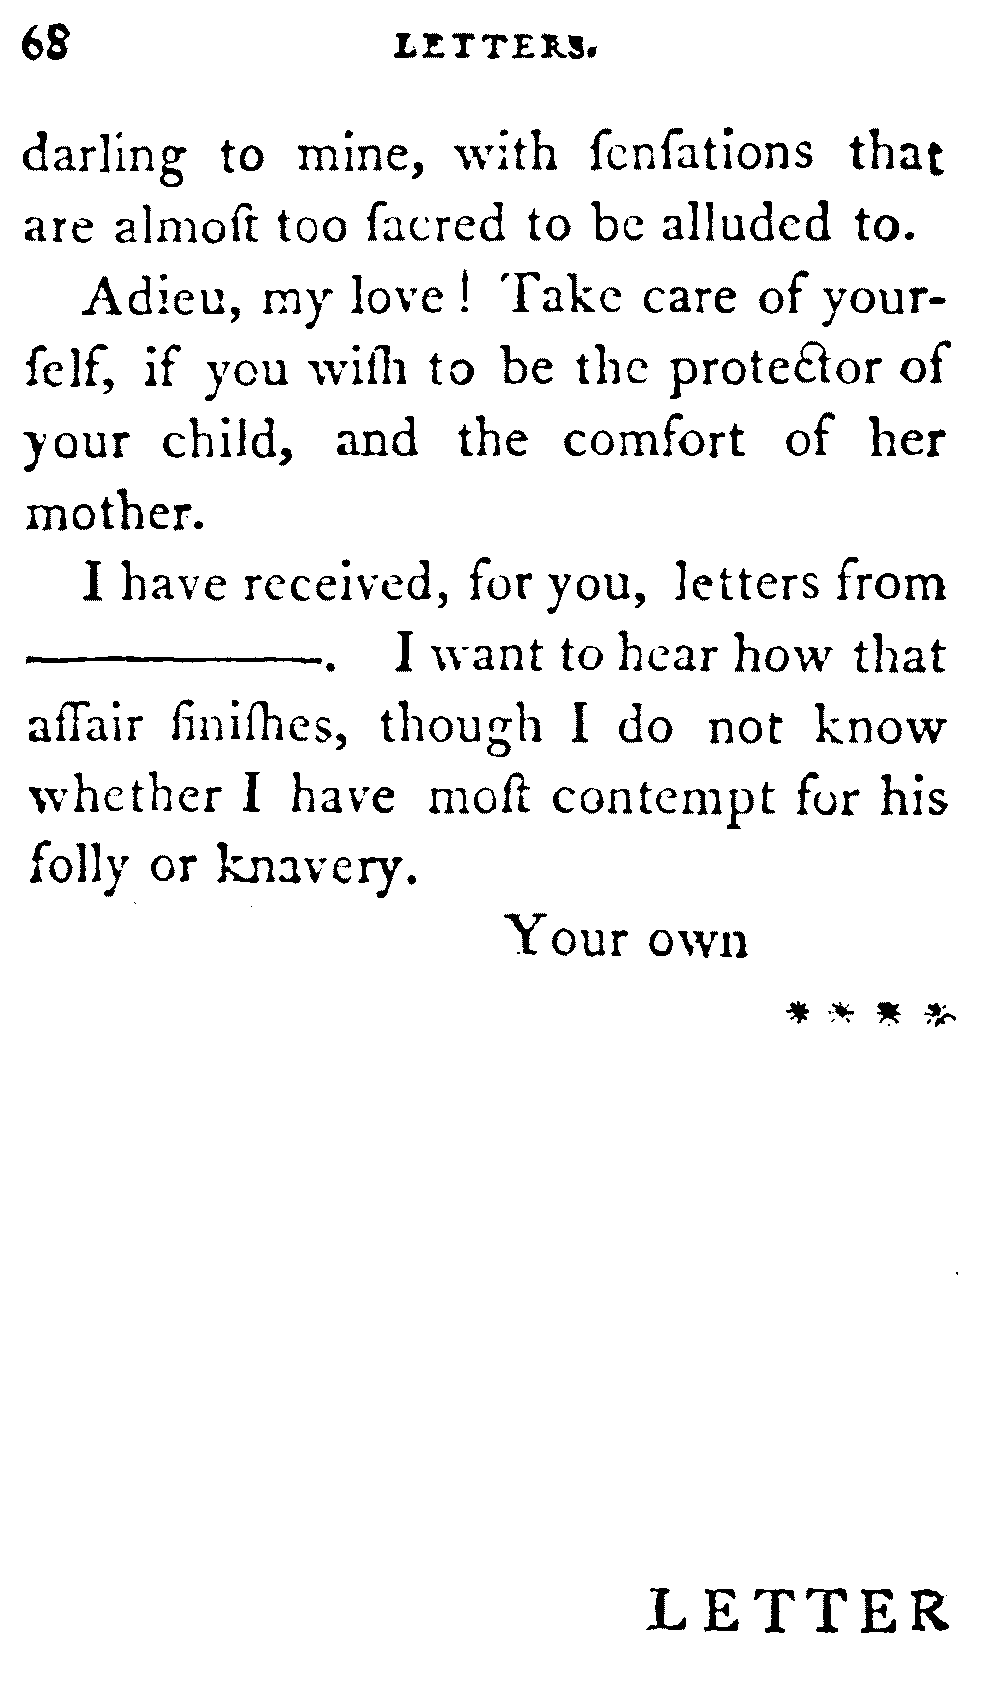 68 LETTERS.
darling to mine, with ſenſations that
are almoſt too ſacred to be alluded to.
Adieu, my love! Take care of your-
ſelf, if you wiſh to be the protector of
your child, and the comfort of her
mother.
I have received, for you, letters from
————. I want to hear how that
affair finiſhes, though I do not know
whether I have moſt contempt for his
folly or knavery.
Your own
* * * *
LETTER